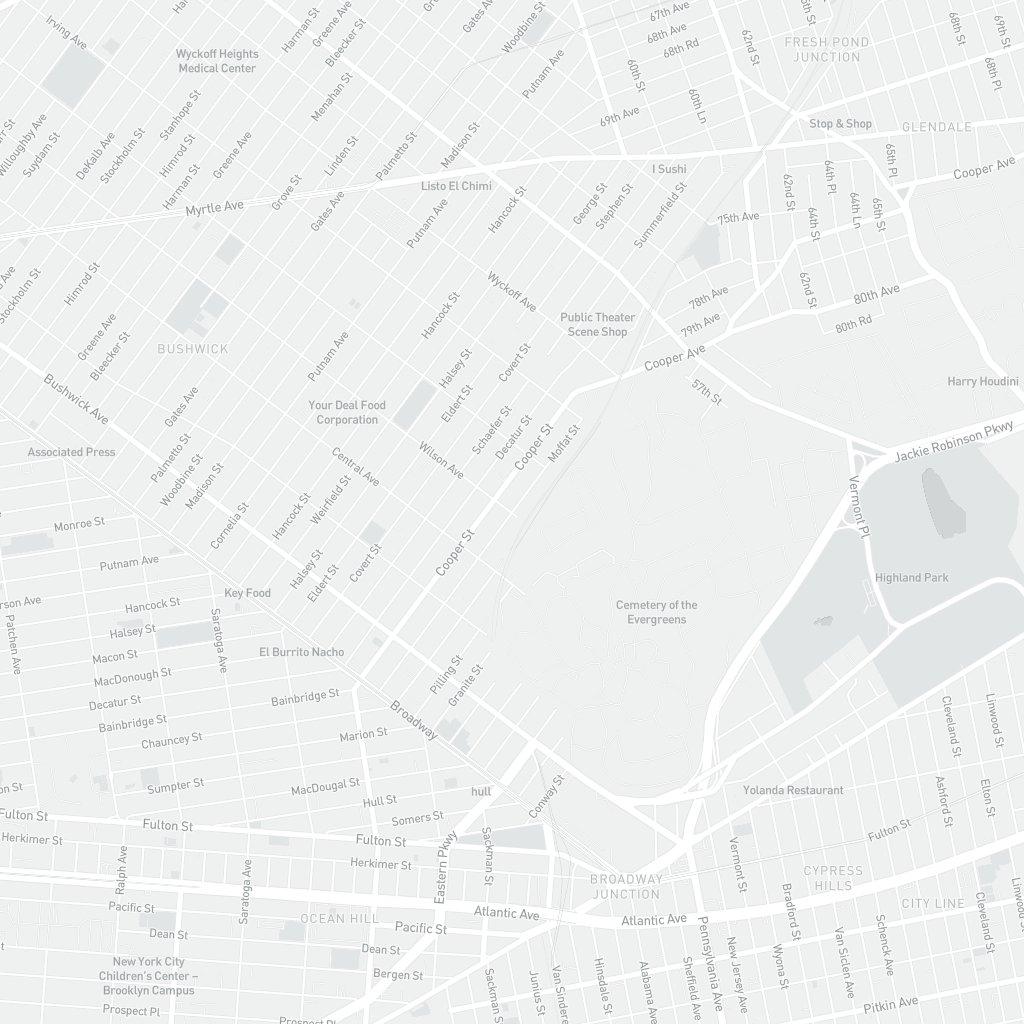 67th Ave
68th Ave
68th Rd
62nd St
FRESH POND
JUNCTION
68th St
69th St
68th Pl
Irving Ave
Harman St
Greene Ave
Bleecker St
Greene Ave
Gates Ave
Woodbine St
Wyckoff Heights
Medical Center
Menahan St
Putnam Ave
60th St
60th Ln
69th Ave
Stop & Shop
GLENDALE
Willoughby Ave
Suydam St
DeKalb Ave
Stockholm St
Stanhope St
Himrod St
Harman St
Greene Ave
Linden St
Palmetto St
Madison St
Grove St
Gates Ave
Myrtle Ave
Listo El Chimi
Putnam Ave
Hancock St
I Sushi
George St
Stephen St
Summerfield St
75th Ave
62nd St
64th St
64th Pl
64th Ln
65th St
65th Pl
Cooper Ave
Stockholm St
Himrod St
Wyckoff Ave
62nd St
78th Ave
79th Ave
80th Ave
80th Rd
Greene Ave
Bleecker St
BUSHWICK
Hancock St
Public Theater
Scene Shop
Cooper Ave
57th St
Harry Houdini
Bushwick Ave
Gates Ave
Putnam Ave
Your Deal Food
Corporation
Halsey St
Eldert St
Covert St
Schaefer St
Decatur St
Cooper St
Moffat St
Jackie Robinson Pkwy
Associated Press
Palmetto St
Woodbine St
Madison St
Central Ave
Wilson Ave
Vermont Pl
Monroe St
Cornelia St
Hancock St
Weirfield St
Halsey St
Eldert St
Covert St
Cooper St
Putnam Ave
Key Food
Highland Park
Hancock St
Halsey St
Macon St
MacDonough St
Decatur St
Bainbridge St
Chauncey St
Patchen Ave
Saratoga Ave
El Burrito Nacho
Cemetery of the
Evergreens
Bainbridge St
Marion St
Broadway
Pilling St
Granite St
Cleveland St
Linwood St
Sumpter St
MacDougal St
Hull St
Somers St
hull
Conway St
Yolanda Restaurant
Ashford St
Elton St
Fulton St
Fulton St
Fulton St
Fulton St
Herkimer St
Herkimer St
Ralph Ave
Saratoga Ave
Eastern Pkwy
Sackman St
BROADWAY
JUNCTION
Vermont St
CYPRESS
HILLS
CITY LINE
Linwood St
Pacific St
OCEAN HILL
Pacific St
Atlantic Ave
Atlantic Ave
Bradford St
Schenck Ave
Cleveland St
Dean St
Dean St
New York City
Children's Center –
Brooklyn Campus
Bergen St
Prospect Pl
Prospect Pl
Sackman St
Junius St
Van Sinderen
Hinsdale St
Alabama Ave
Sheffield Ave
Pennsylvania Ave
New Jersey Ave
Wyona St
Van Siclen Ave
Pitkin Ave